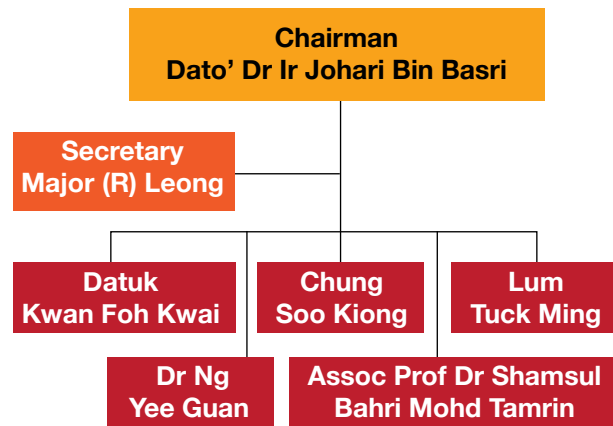 Chairman
Dato’ Dr Ir Johari Bin Basri
Secretary
Major (R) Leong
Datuk
Kwan Foh Kwai
Chung
Soo Kiong
Lum
Tuck Ming
Dr Ng
Yee Guan
Assoc Prof Dr Shamsul
Bahri Mohd Tamrin